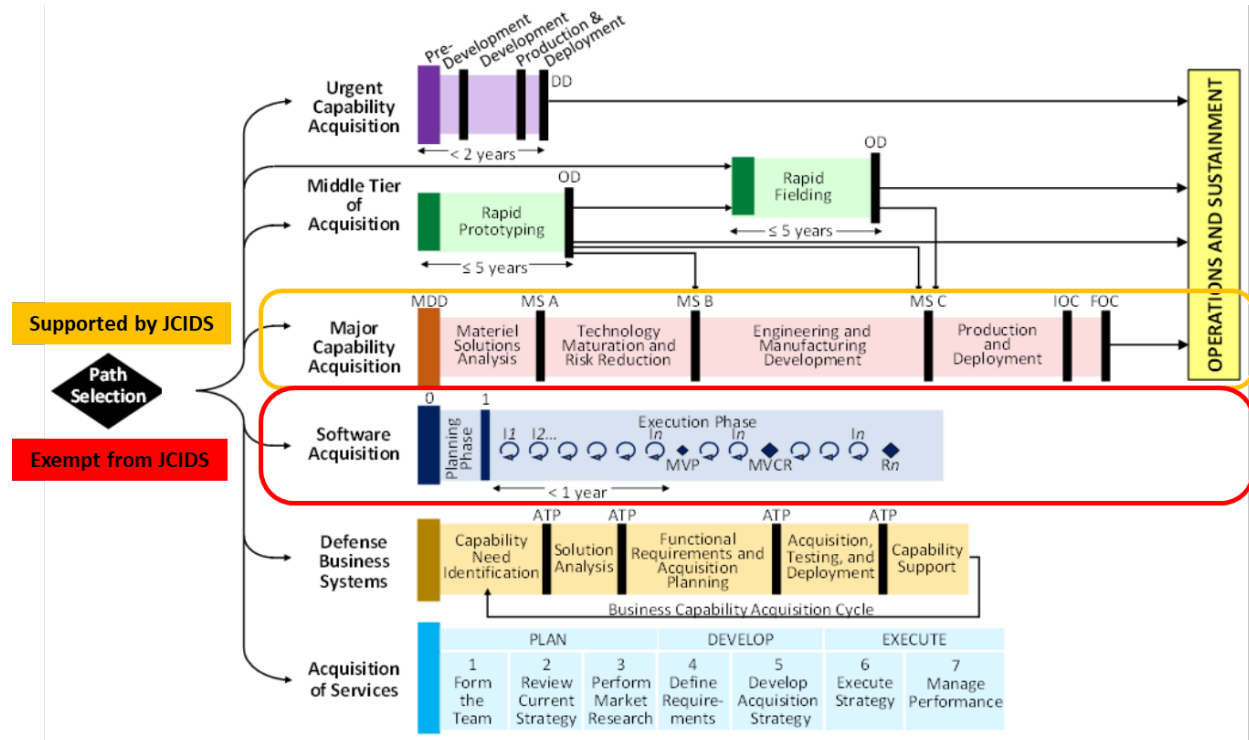 Pre-
Development
Development
Production &
Deployment
Urgent
Capability
Acquisition
DD
< 2 years
Middle Tier
of
Acquisition
Rapid
Prototyping
OD
≤ 5 years
Rapid
Fielding
OD
≤ 5 years
OPERATIONS AND SUSTAINMENT
Supported by JCIDS
Path
Selection
Exempt from JCIDS
Major
Capability
Acquisition
MDD
MS A
MS B
MS C
IOC
FOC
Materiel
Solutions
Analysis
Technology
Maturation and
Risk Reduction
Engineering and
Manufacturing
Development
Production
and
Deployment
Software
Acquisition
0
1
Planning
Phase
Execution Phase
I1
I2...
In
In
In
MVP
MVCR
Rn
< 1 year
Defense
Business
Systems
ATP
ATP
ATP
ATP
Capability
Need
Identification
Solution
Analysis
Functional
Requirements and
Acquisition
Planning
Acquisition,
Testing, and
Deployment
Capability
Support
Business Capability Acquisition Cycle
Acquisition
of Services
PLAN
DEVELOP
EXECUTE
1
Form
the
Team
2
Review
Current
Strategy
3
Perform
Market
Research
4
Define
Require-
ments
5
Develop
Acquisition
Strategy
6
Execute
Strategy
7
Manage
Performance